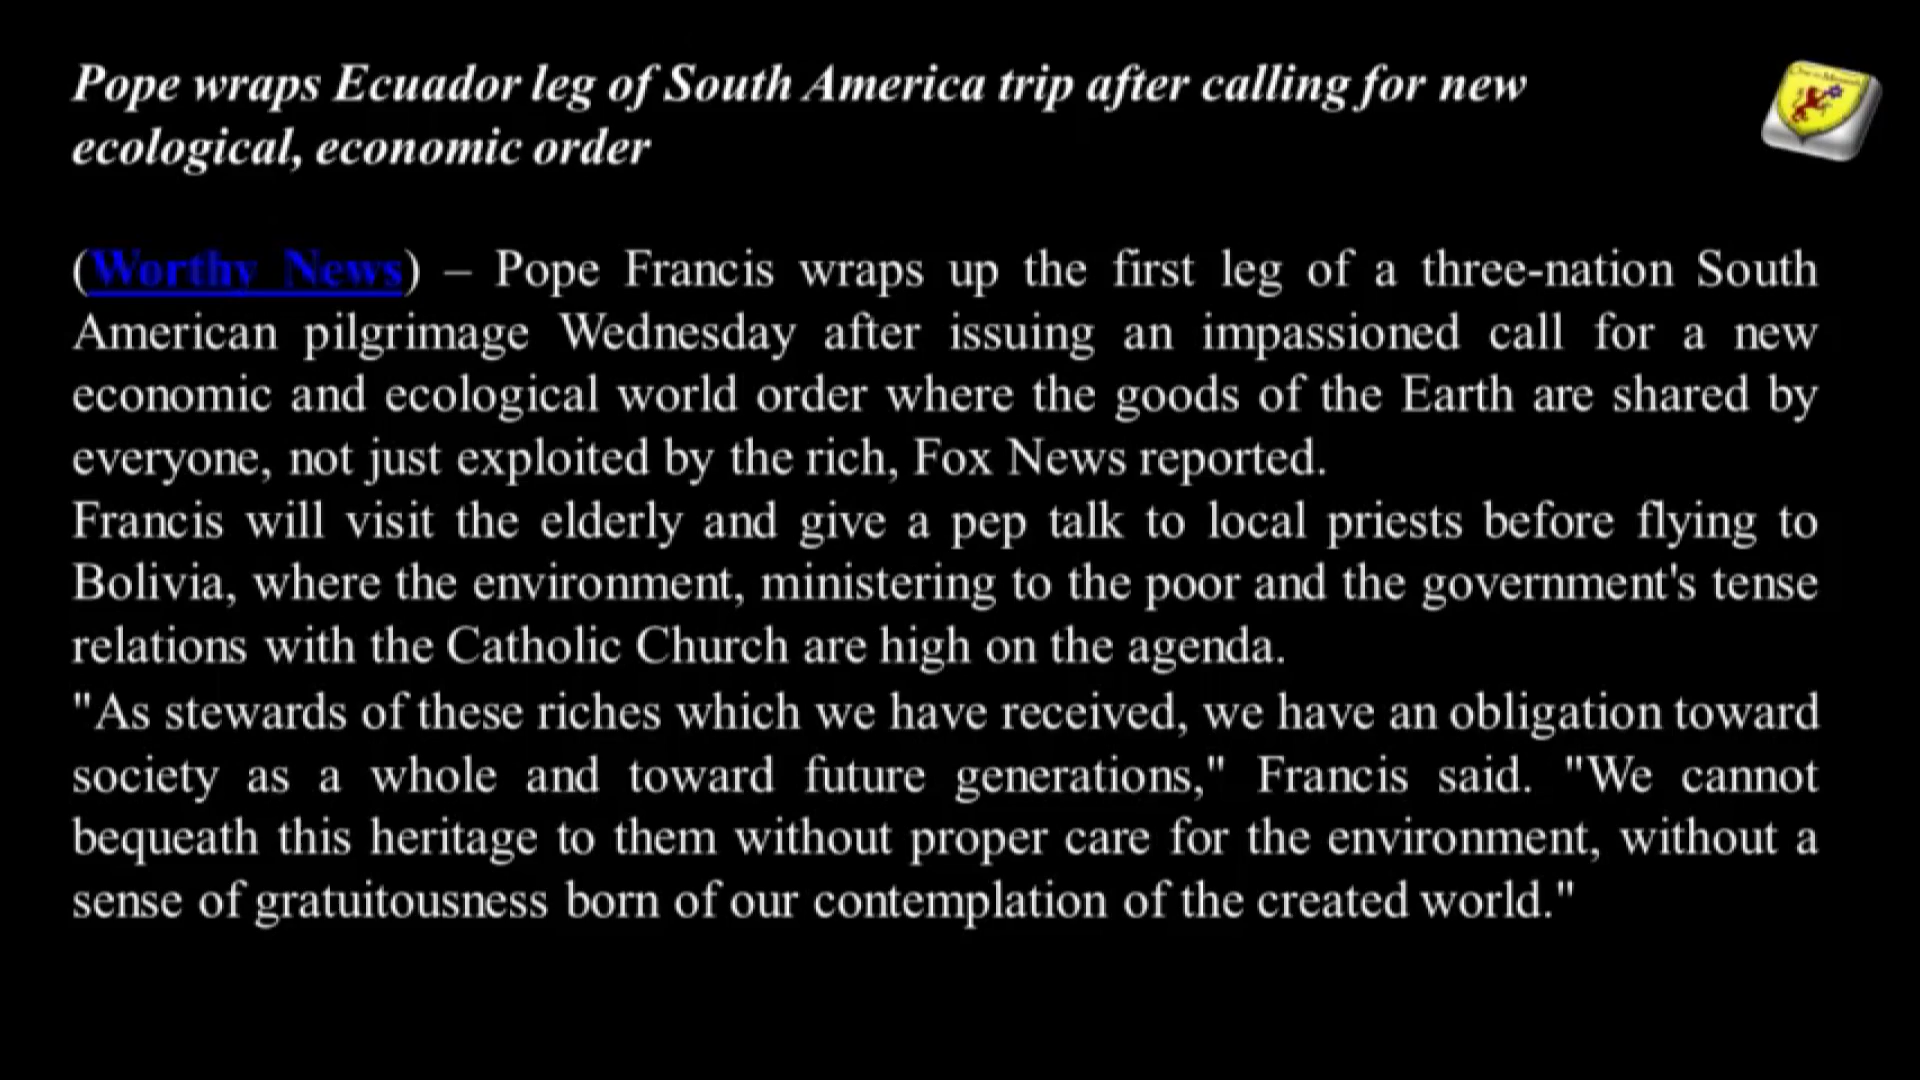 Pope wraps Ecuador leg of South America trip after calling for new
ecological, economic order
(Worthy News) – Pope Francis wraps up the first leg of a three-nation South
American pilgrimage Wednesday after issuing an impassioned call for a new
economic and ecological world order where the goods of the Earth are shared by
everyone, not just exploited by the rich, Fox News reported.
Francis will visit the elderly and give a pep talk to local priests before flying to
Bolivia, where the environment, ministering to the poor and the government's tense
relations with the Catholic Church are high on the agenda.
"As stewards of these riches which we have received, we have an obligation toward
society as a whole and toward future generations," Francis said. "We cannot
bequeath this heritage to them without proper care for the environment, without a
sense of gratuitousness born of our contemplation of the created world."